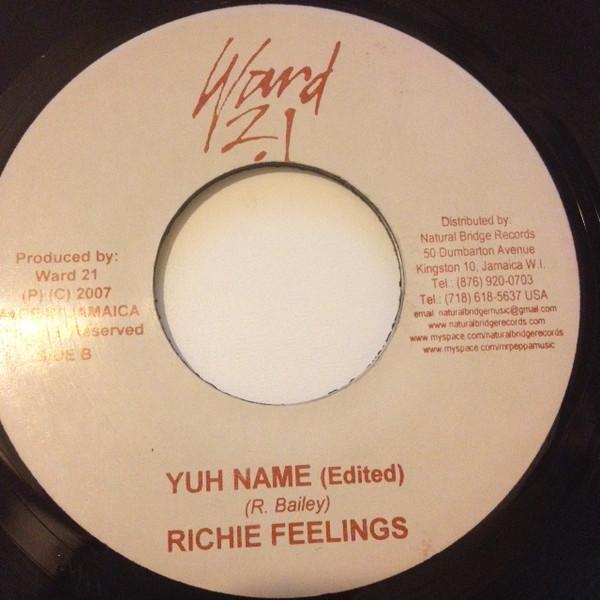 Ward
21
Produced by:
Ward 21
(P) (C) 2007
JAMAICA
Reserved
SIDE B
Distributed by:
Natural Bridge Records
50 Dumbarton Avenue
Kingston 10, Jamaica W.I.
Tel.: (876) 920-0703
Tel.: (718) 618-5637 USA
email: naturalbridgemusic@gmail.com
www.naturalbridgerecords.com
www.myspace.com/naturalbridgerecords
www.myspace.com/mrpeppamusic
YUH NAME (Edited)
(R. Bailey)
RICHIE FEELINGS